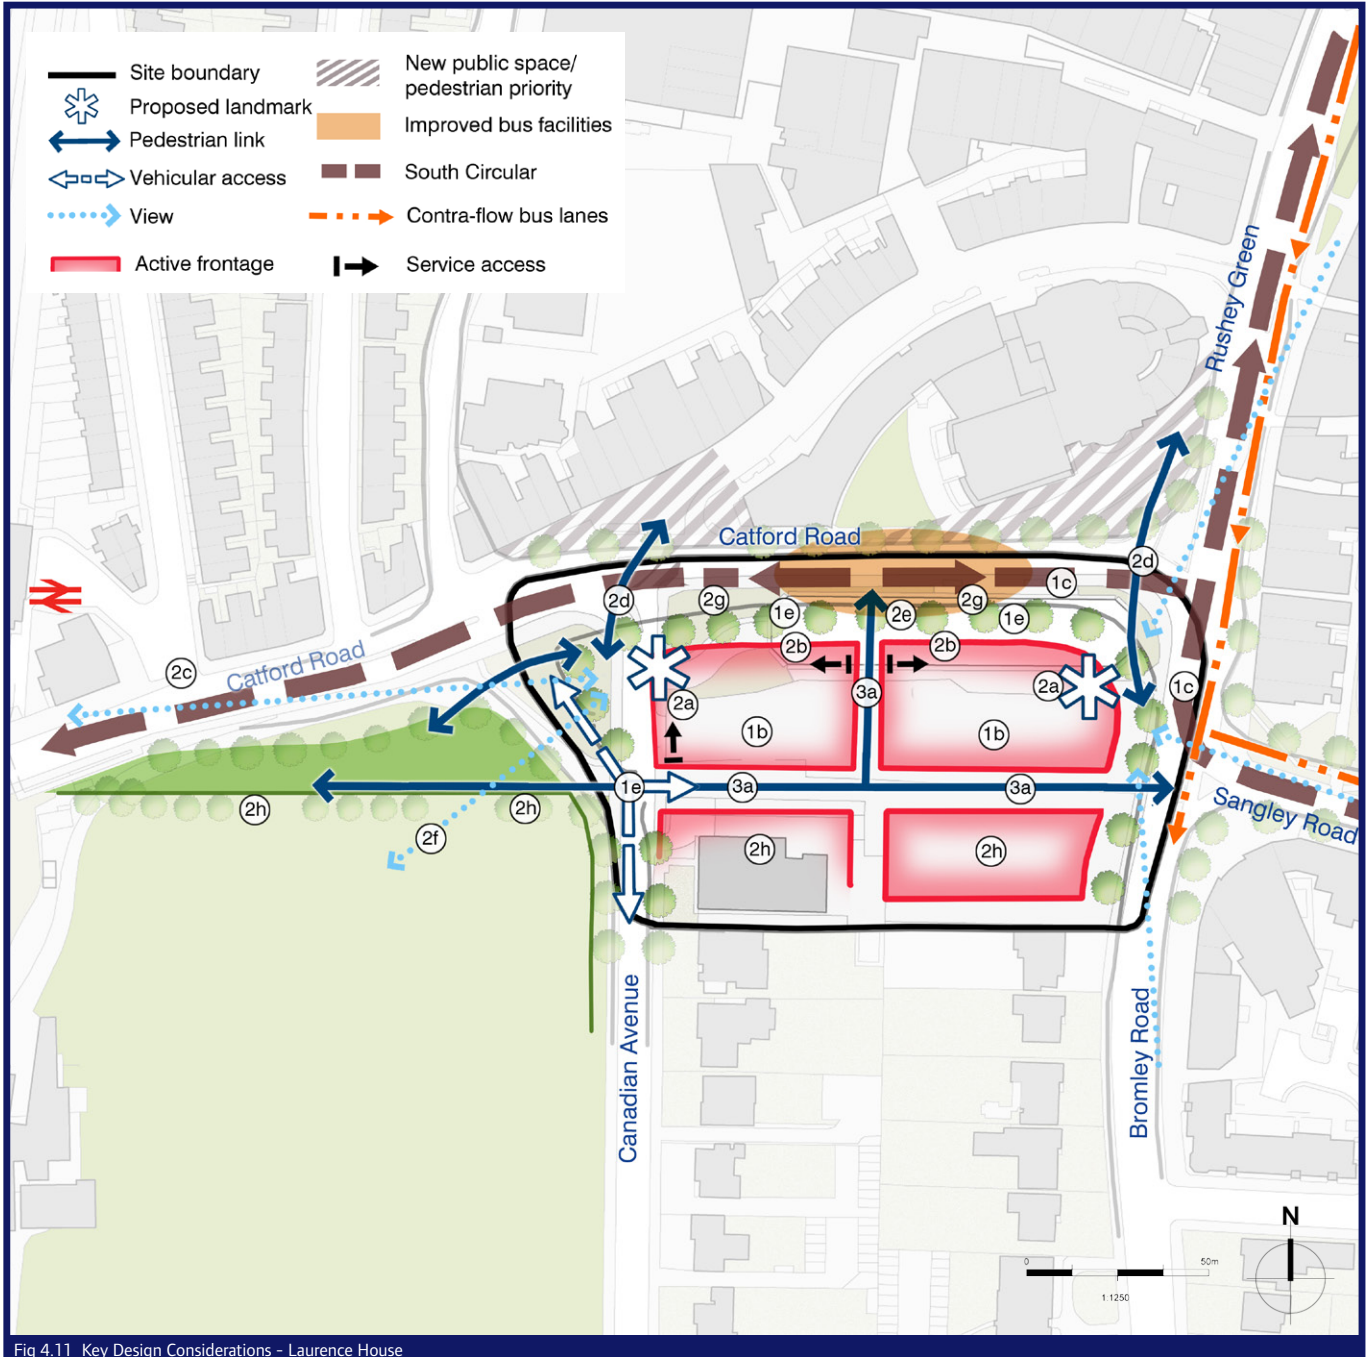 Site boundary
Proposed landmark
Pedestrian link
Vehicular access
View
Active frontage
New public space/
pedestrian priority
Improved bus facilities
South Circular
Contra-flow bus lanes
Service access
Rushey Green
Catford Road
2d
2d
2g
2g
1c
1e
2e
1e
2b
2b
2c
Catford Road
3a
2a
2a
1c
1b
1b
1e
3a
3a
Sangley Road
2h
2h
2f
2h
2h
Canadian Avenue
Bromley Road
N
0
50m
1:1250
Fig 4.11 Key Design Considerations - Laurence House